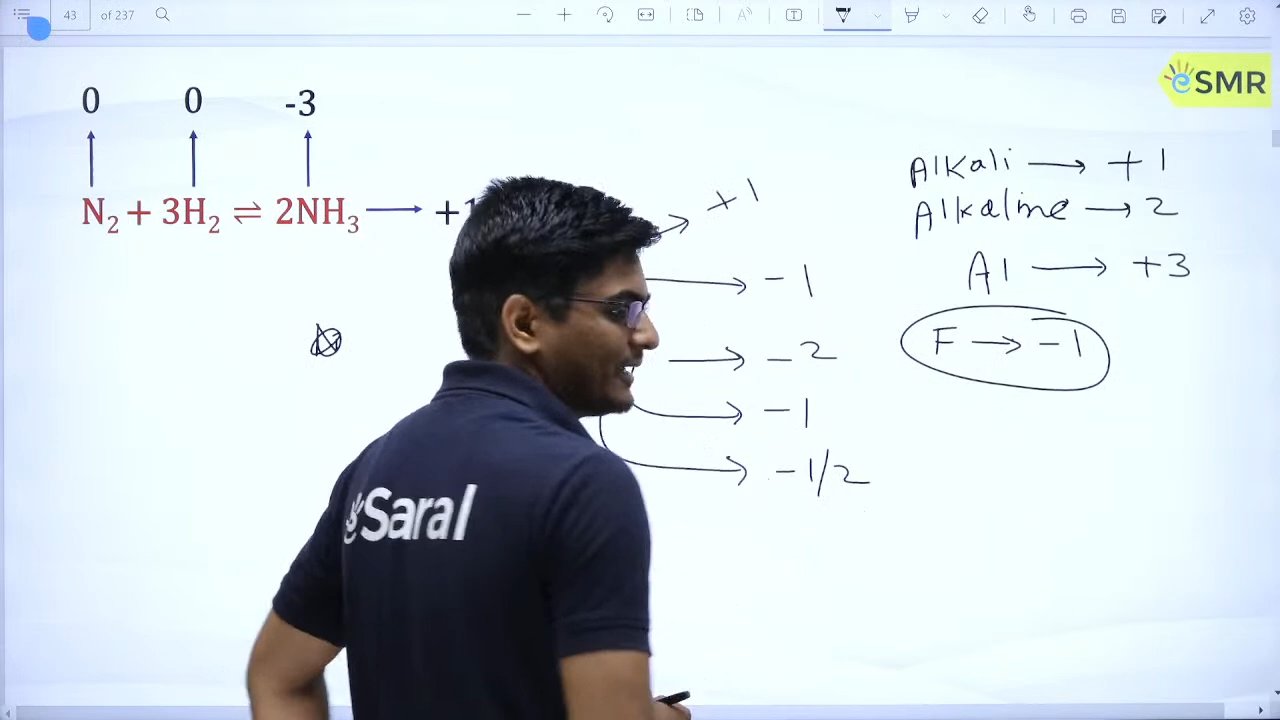 43 of 237
eSMR
0 0 -3
N₂ + 3H₂ ⇌ 2NH₃ ⟶ +1
Alkali ⟶ +1
Alkaline ⟶ 2
Al ⟶ +3
F ⟶ -1
+1
-1
-2
-1
-1/2
eSaral